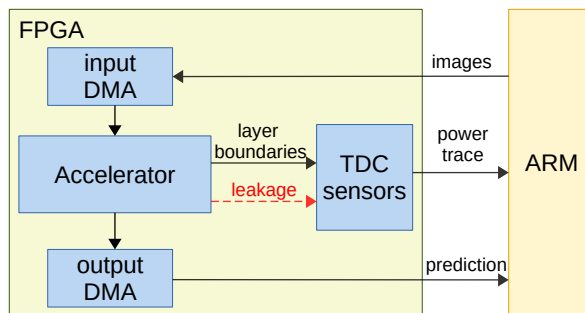 FPGA
input
DMA
images
Accelerator
layer
boundaries
leakage
TDC
sensors
power
trace
ARM
output
DMA
prediction